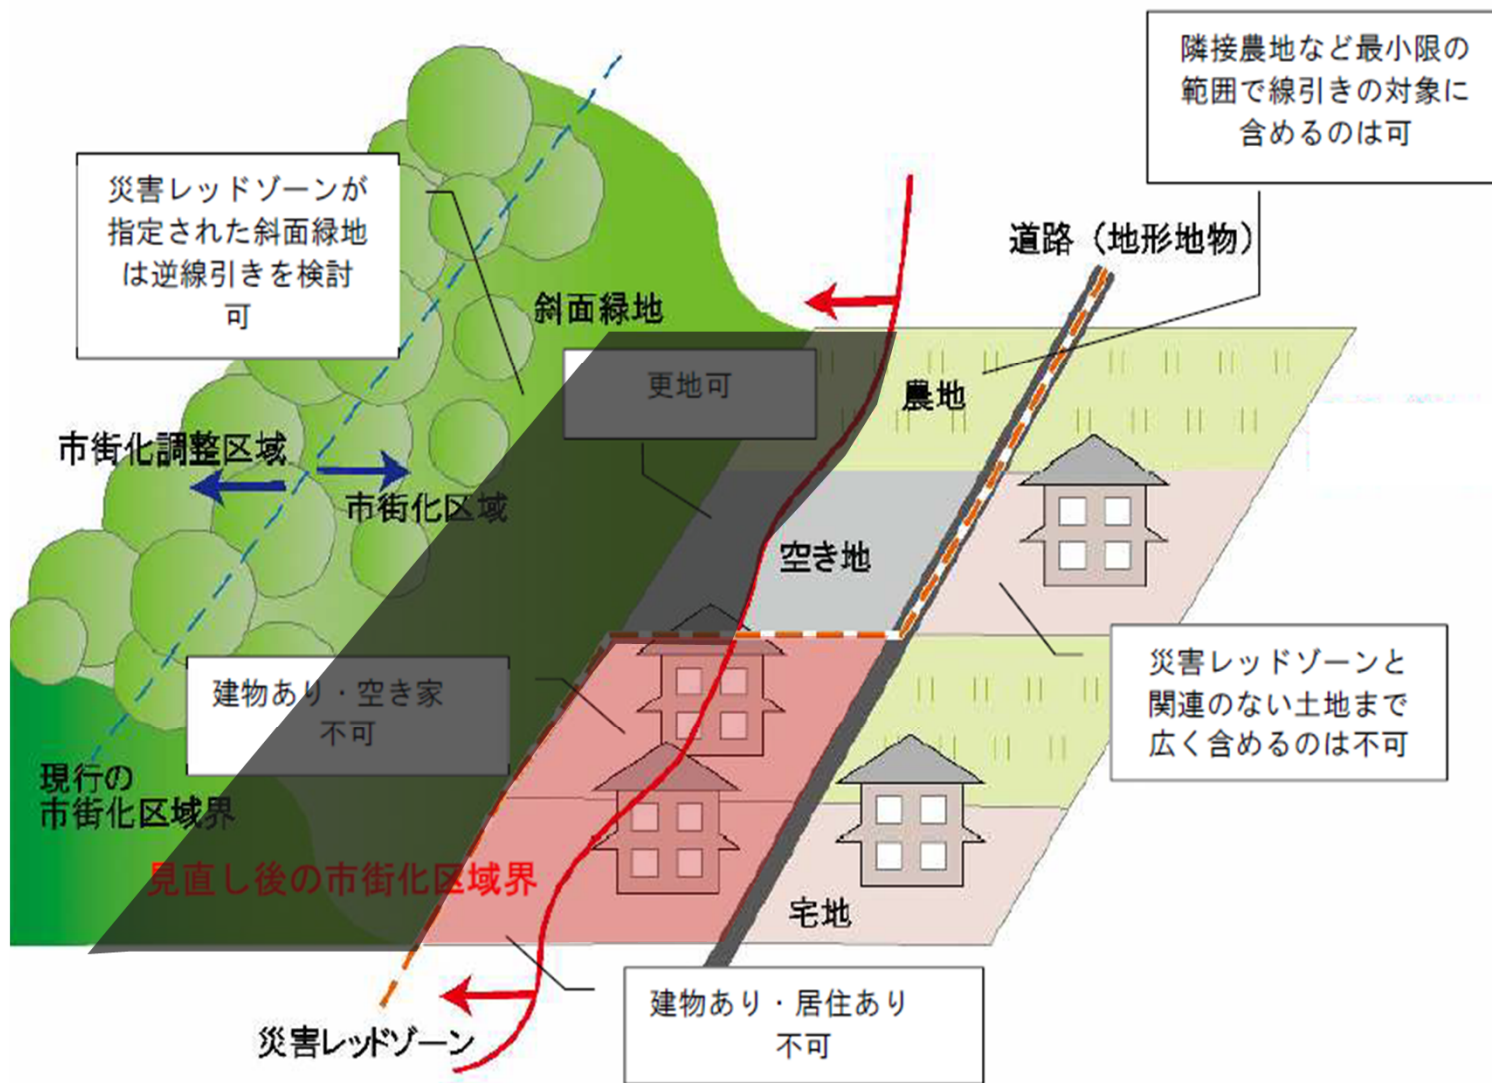 隣接農地など最小限の
範囲で線引きの対象に
含めるのは可
災害レッドゾーンが
指定された斜面緑地
は逆線引きを検討
可
道路（地形地物）
斜面緑地
更地可
農地
市街化調整区域
市街化区域
空き地
災害レッドゾーンと
関連のない土地まで
広く含めるのは不可
建物あり・空き家
不可
現行の
市街化区域界
見直し後の市街化区域界
宅地
建物あり・居住あり
不可
災害レッドゾーン